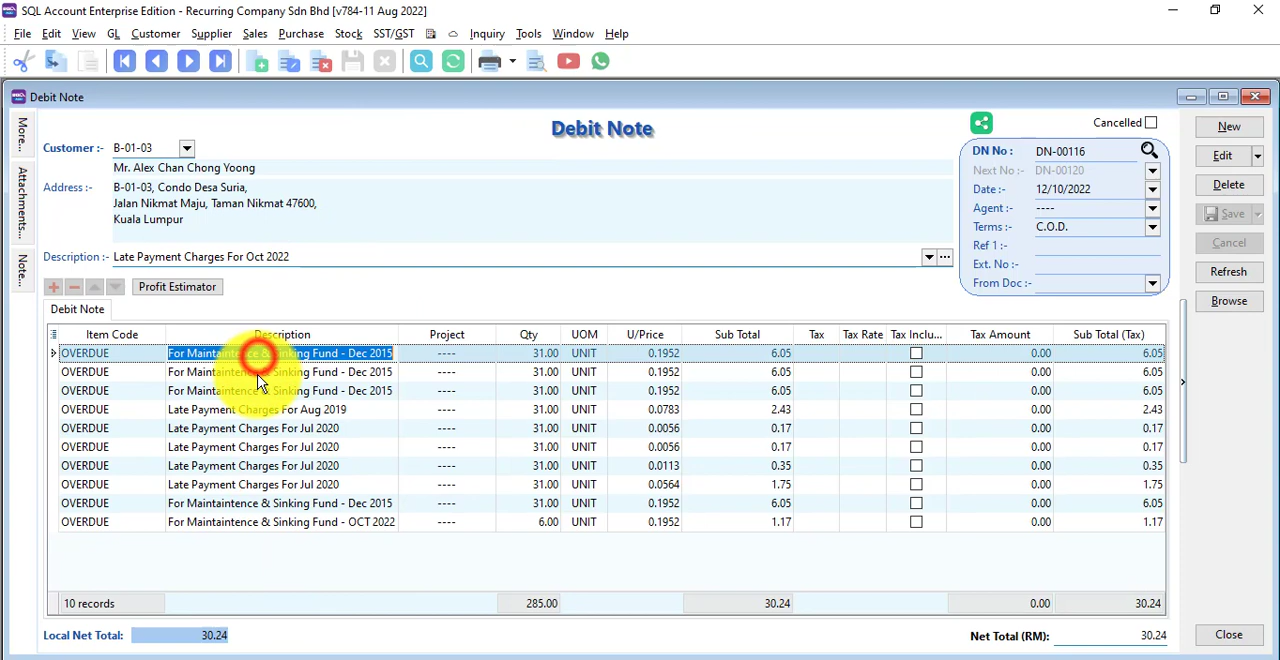 SQL Account Enterprise Edition - Recurring Company Sdn Bhd [v784-11 Aug 2022]
File Edit View GL Customer Supplier Sales Purchase Stock SST/GST Inquiry Tools Window Help
Debit Note
More...
Attachments...
Note...
Debit Note
Customer :- B-01-03
Mr. Alex Chan Chong Yoong
Address :- B-01-03, Condo Desa Suria,
Jalan Nikmat Maju, Taman Nikmat 47600,
Kuala Lumpur
Description :- Late Payment Charges For Oct 2022
Cancelled
DN No : DN-00116
Next No :- DN-00120
Date :- 12/10/2022
Agent :- ----
Terms :- C.O.D.
Ref 1 :-
Ext. No :-
From Doc :-
New
Edit
Delete
Save
Cancel
Refresh
Browse
Profit Estimator
Debit Note
Item Code Description Project Qty UOM U/Price Sub Total Tax Tax Rate Tax Inclu... Tax Amount Sub Total (Tax)
OVERDUE For Maintaintence & Sinking Fund - Dec 2015 ---- 31.00 UNIT 0.1952 6.05 0.00 6.05
OVERDUE For Maintaintence & Sinking Fund - Dec 2015 ---- 31.00 UNIT 0.1952 6.05 0.00 6.05
OVERDUE For Maintaintence & Sinking Fund - Dec 2015 ---- 31.00 UNIT 0.1952 6.05 0.00 6.05
OVERDUE Late Payment Charges For Aug 2019 ---- 31.00 UNIT 0.0783 2.43 0.00 2.43
OVERDUE Late Payment Charges For Jul 2020 ---- 31.00 UNIT 0.0056 0.17 0.00 0.17
OVERDUE Late Payment Charges For Jul 2020 ---- 31.00 UNIT 0.0056 0.17 0.00 0.17
OVERDUE Late Payment Charges For Jul 2020 ---- 31.00 UNIT 0.0113 0.35 0.00 0.35
OVERDUE Late Payment Charges For Jul 2020 ---- 31.00 UNIT 0.0564 1.75 0.00 1.75
OVERDUE For Maintaintence & Sinking Fund - Dec 2015 ---- 31.00 UNIT 0.1952 6.05 0.00 6.05
OVERDUE For Maintaintence & Sinking Fund - OCT 2022 ---- 6.00 UNIT 0.1952 1.17 0.00 1.17
10 records 285.00 30.24 0.00 30.24
Local Net Total: 30.24
Net Total (RM): 30.24
Close